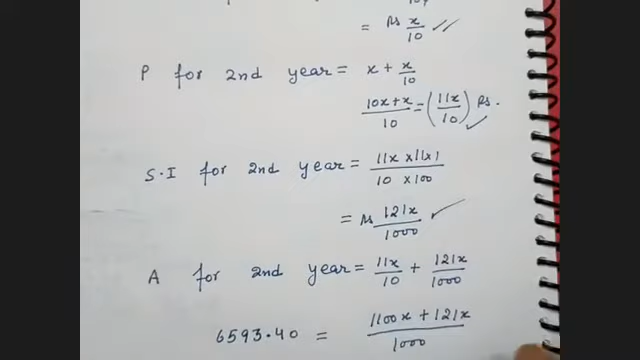 = Rs x/10
P for 2nd year = x + x/10
10x+x/10 = (11x/10) Rs.
S.I for 2nd year = 11x×11×1/10×100
= Rs 121x/1000
A for 2nd year = 11x/10 + 121x/1000
6593.40 = 1100x + 121x/1000